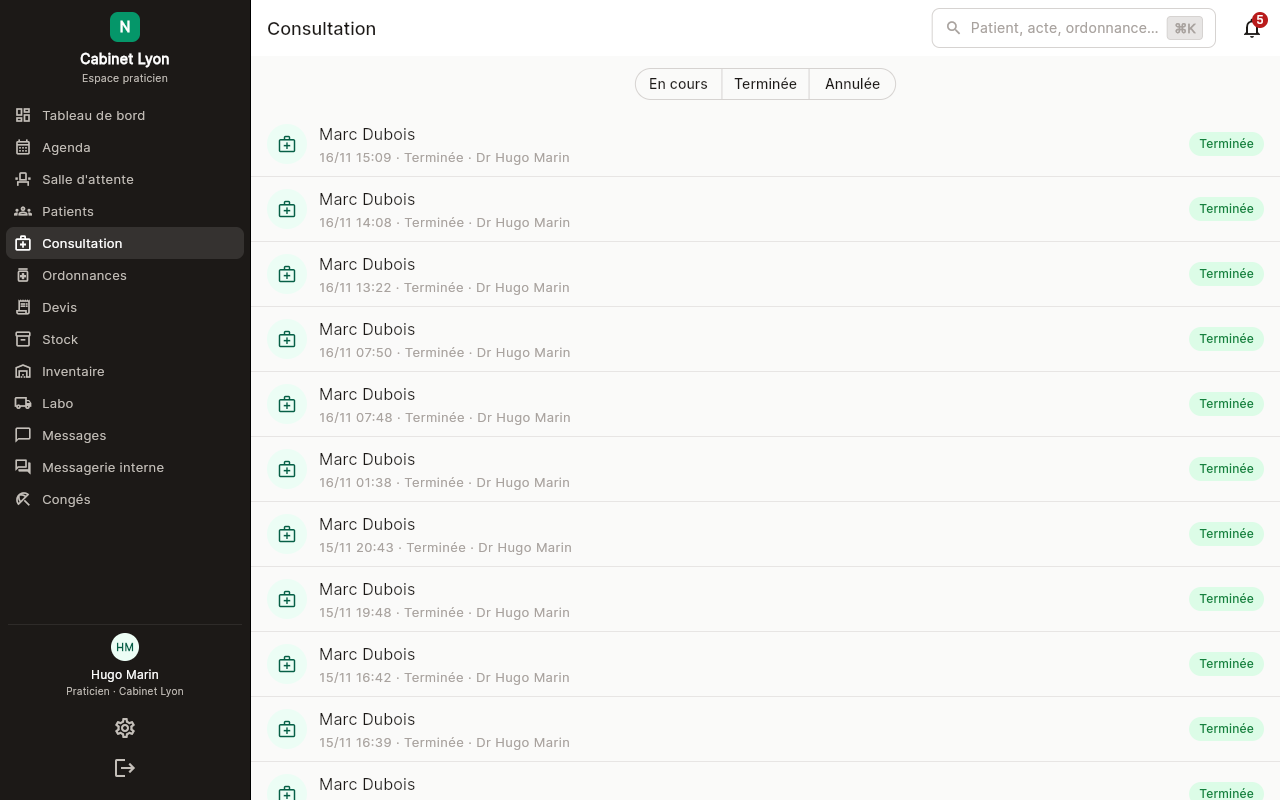 N
Cabinet Lyon
Espace praticien
Tableau de bord
Agenda
Salle d'attente
Patients
Consultation
Ordonnances
Devis
Stock
Inventaire
Labo
Messages
Messagerie interne
Congés
HM
Hugo Marin
Praticien · Cabinet Lyon
Consultation
Patient, acte, ordonnance... ⌘K
5
En cours Terminée Annulée
Marc Dubois
16/11 15:09 · Terminée · Dr Hugo Marin
Terminée
Marc Dubois
16/11 14:08 · Terminée · Dr Hugo Marin
Terminée
Marc Dubois
16/11 13:22 · Terminée · Dr Hugo Marin
Terminée
Marc Dubois
16/11 07:50 · Terminée · Dr Hugo Marin
Terminée
Marc Dubois
16/11 07:48 · Terminée · Dr Hugo Marin
Terminée
Marc Dubois
16/11 01:38 · Terminée · Dr Hugo Marin
Terminée
Marc Dubois
15/11 20:43 · Terminée · Dr Hugo Marin
Terminée
Marc Dubois
15/11 19:48 · Terminée · Dr Hugo Marin
Terminée
Marc Dubois
15/11 16:42 · Terminée · Dr Hugo Marin
Terminée
Marc Dubois
15/11 16:39 · Terminée · Dr Hugo Marin
Terminée
Marc Dubois
Terminée